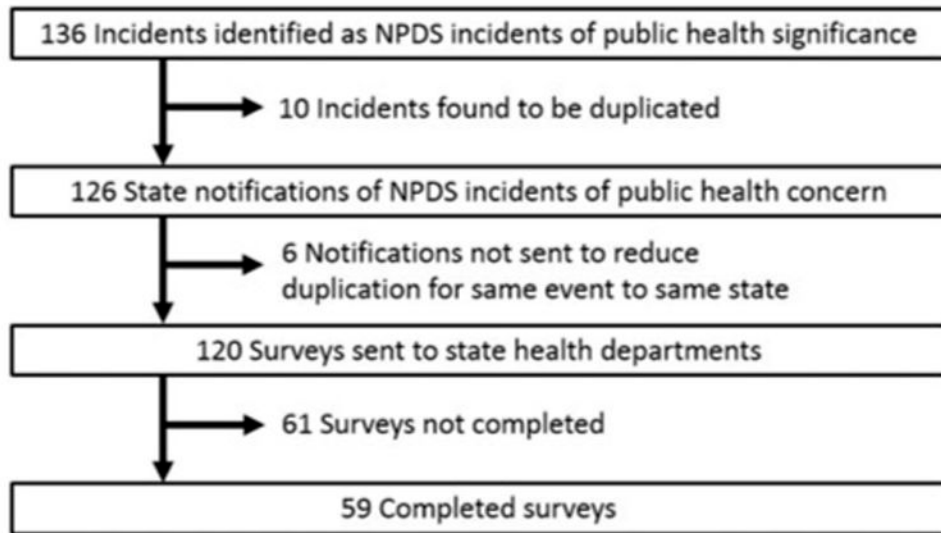 136 Incidents identified as NPDS incidents of public health significance
10 Incidents found to be duplicated
126 State notifications of NPDS incidents of public health concern
6 Notifications not sent to reduce
duplication for same event to same state
120 Surveys sent to state health departments
61 Surveys not completed
59 Completed surveys